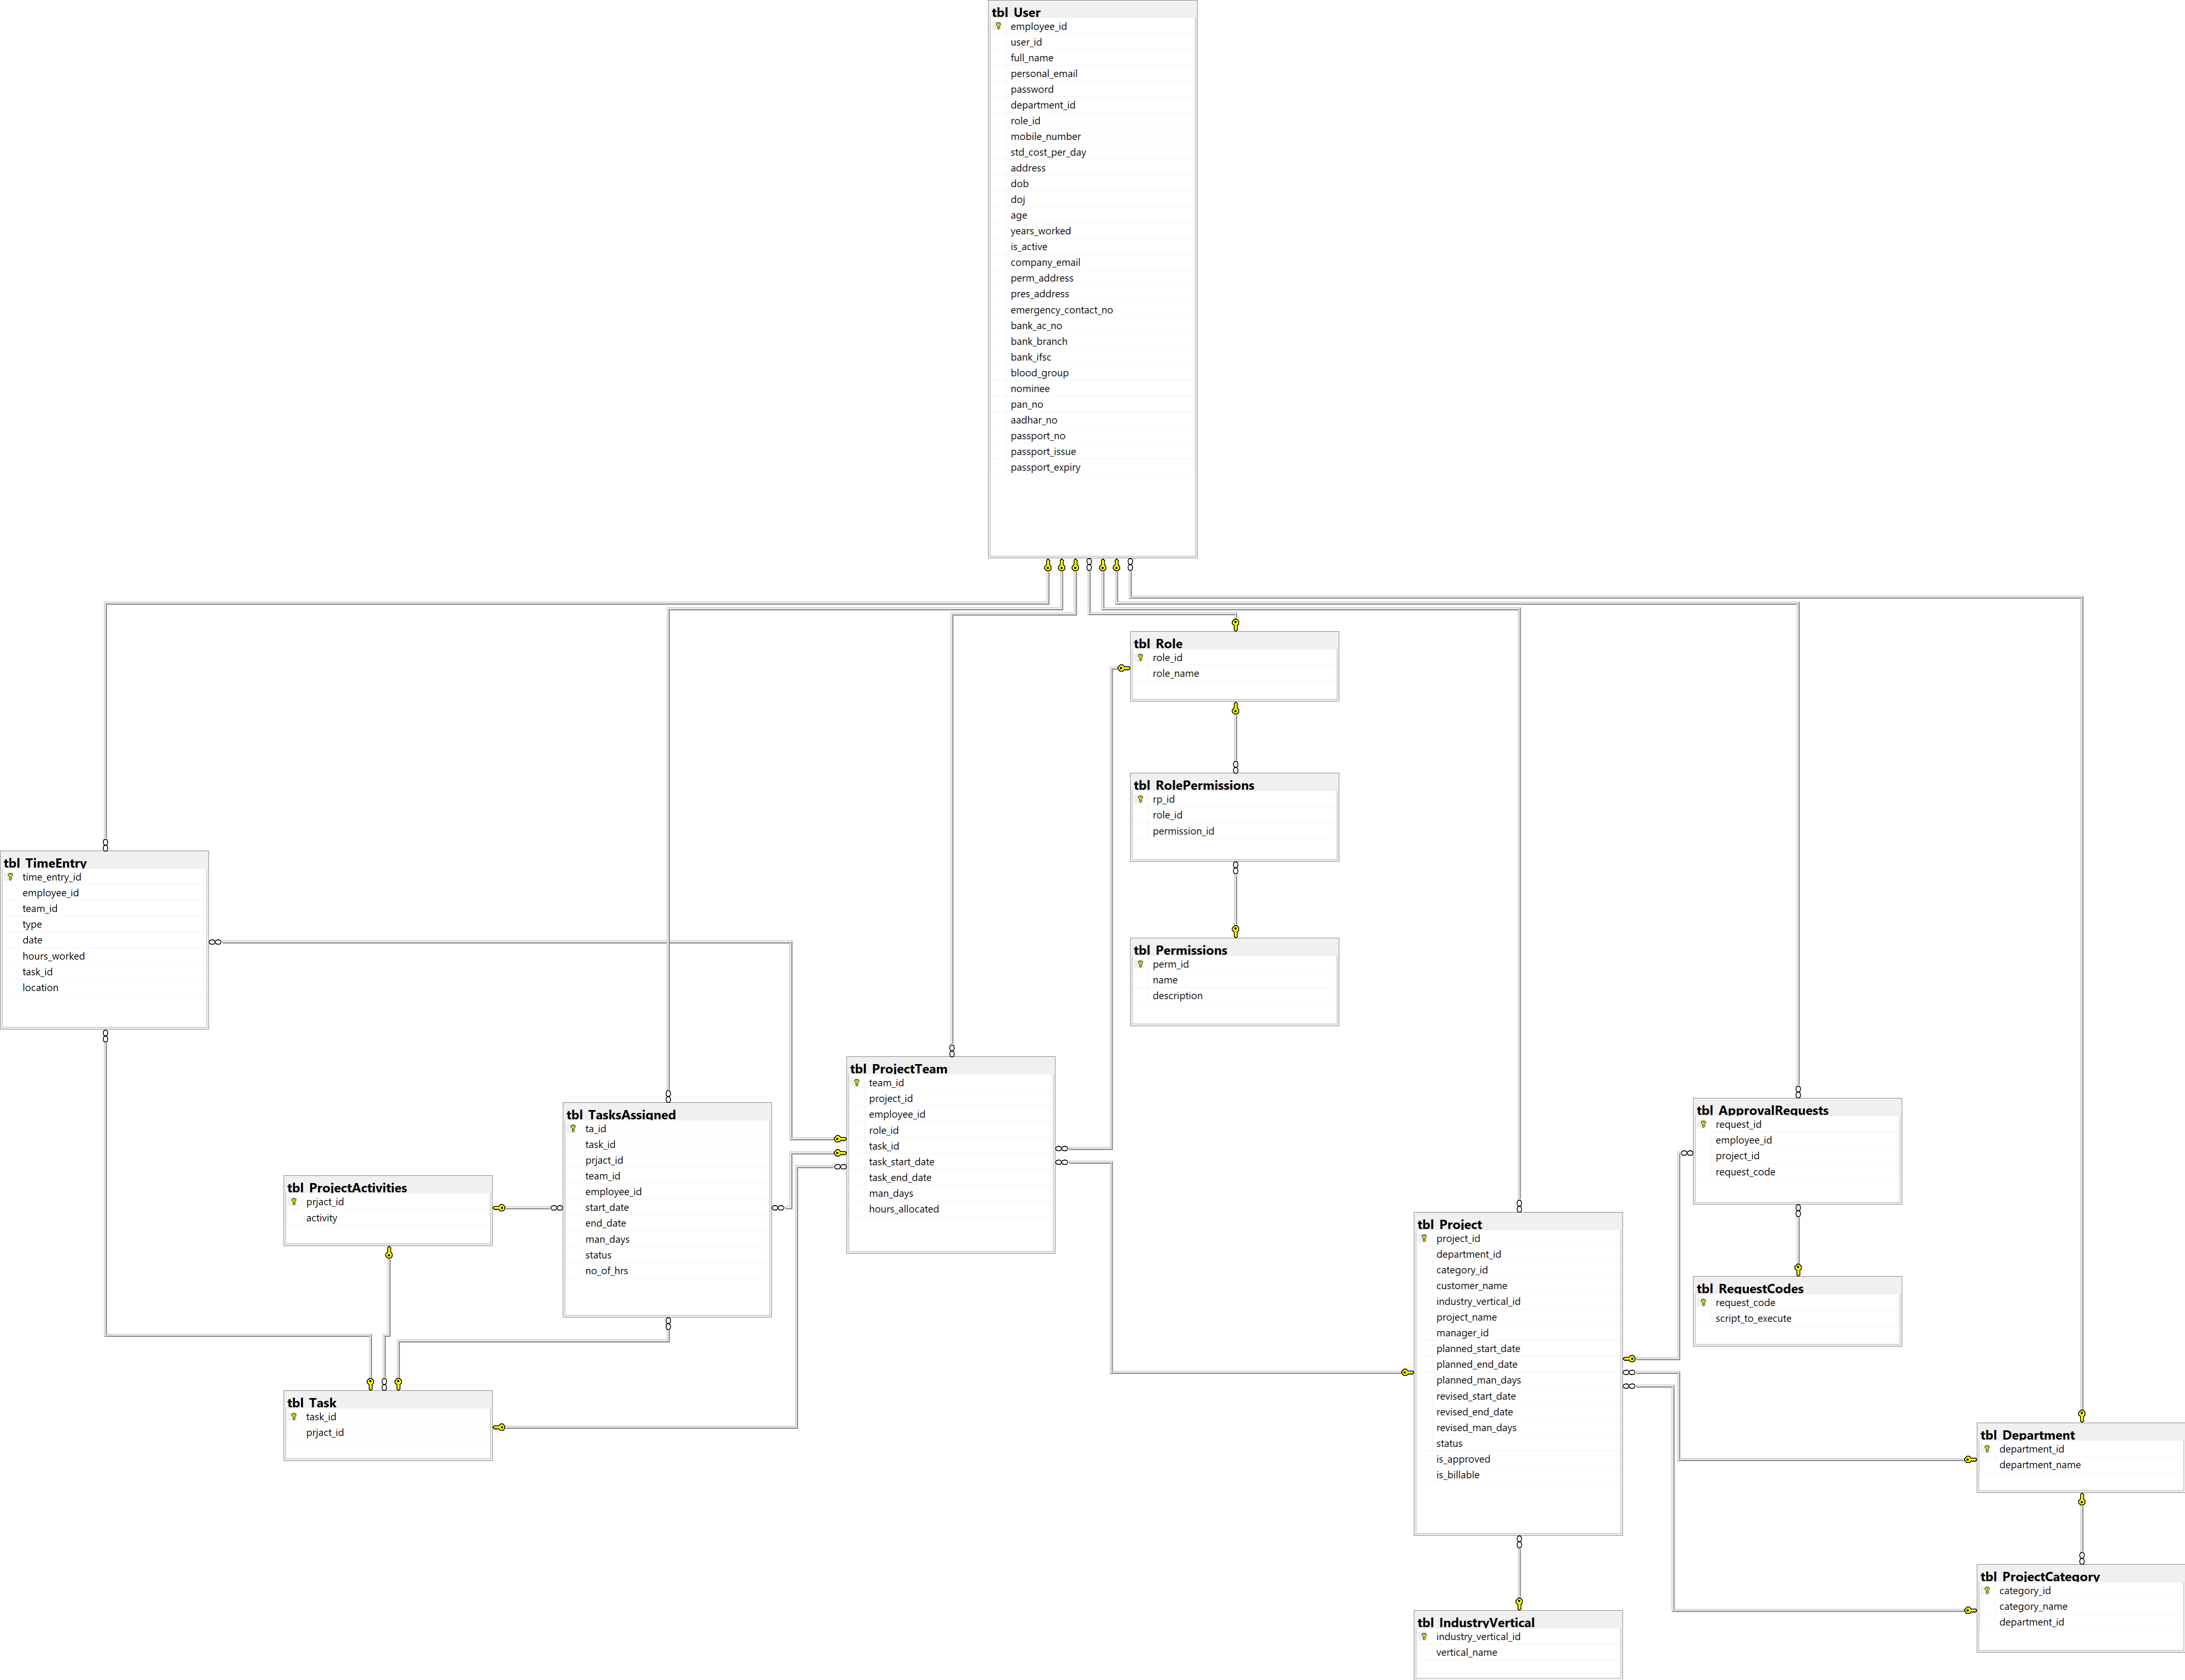 tbl_User
employee_id
user_id
full_name
personal_email
password
department_id
role_id
mobile_number
std_cost_per_day
address
dob
doj
age
years_worked
is_active
company_email
perm_address
pres_address
emergency_contact_no
bank_ac_no
bank_branch
bank_ifsc
blood_group
nominee
pan_no
aadhar_no
passport_no
passport_issue
passport_expiry
tbl_Role
role_id
role_name
tbl_RolePermissions
rp_id
role_id
permission_id
tbl_Permissions
perm_id
name
description
tbl_TimeEntry
time_entry_id
employee_id
team_id
type
date
hours_worked
task_id
location
tbl_ProjectTeam
team_id
project_id
employee_id
role_id
task_id
task_start_date
task_end_date
man_days
hours_allocated
tbl_TasksAssigned
ta_id
task_id
prjact_id
team_id
employee_id
start_date
end_date
man_days
status
no_of_hrs
tbl_ProjectActivities
prjact_id
activity
tbl_Task
task_id
prjact_id
tbl_ApprovalRequests
request_id
employee_id
project_id
request_code
tbl_RequestCodes
request_code
script_to_execute
tbl_Project
project_id
department_id
category_id
customer_name
industry_vertical_id
project_name
manager_id
planned_start_date
planned_end_date
planned_man_days
revised_start_date
revised_end_date
revised_man_days
status
is_approved
is_billable
tbl_Department
department_id
department_name
tbl_ProjectCategory
category_id
category_name
department_id
tbl_IndustryVertical
industry_vertical_id
vertical_name